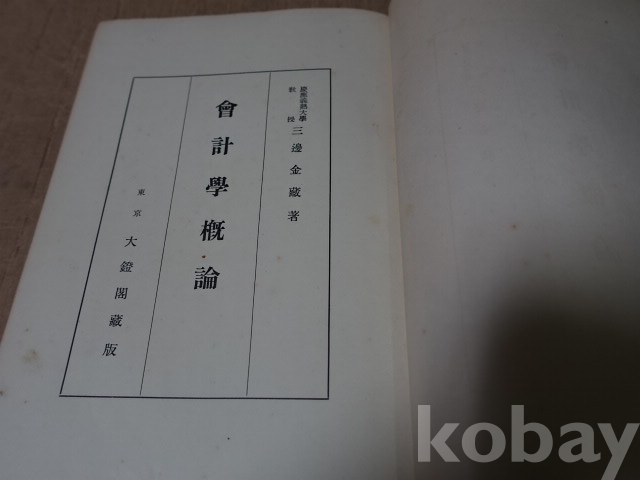 慶應義塾大學
教授
三邊金藏著
會計學概論
東京
大鐙閣藏版
kobay